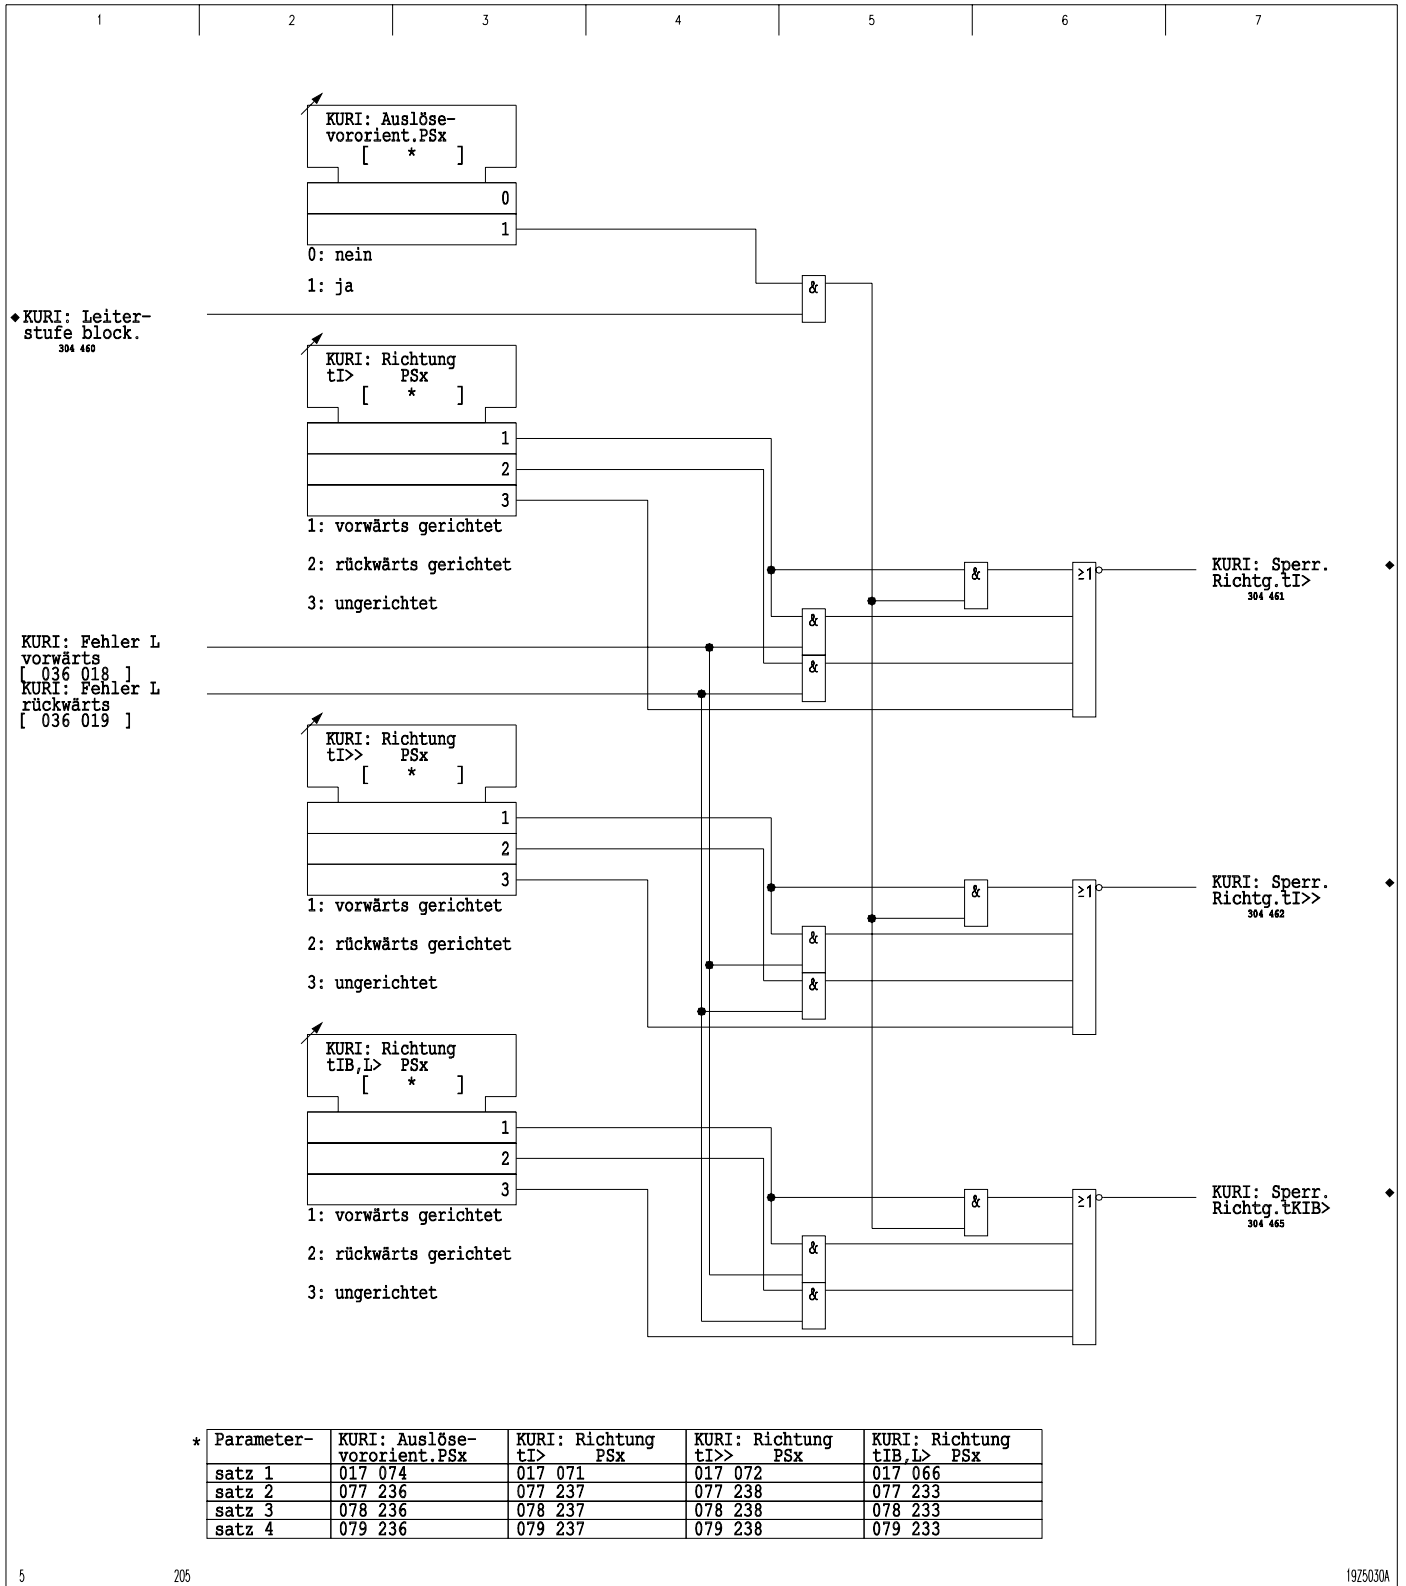 1 2 3 4 5 6 7
KURI: Auslöse-
vororient.PSx
[ * ]
0
1
0: nein
1: ja
&
◆KURI: Leiter-
stufe block.
304 460
KURI: Richtung
tI> PSx
[ * ]
1
2
3
1: vorwärts gerichtet
2: rückwärts gerichtet
3: ungerichtet
&
≥1
KURI: Sperr. ◆
Richtg.tI>
304 461
&
&
KURI: Fehler L
vorwärts
[ 036 018 ]
KURI: Fehler L
rückwärts
[ 036 019 ]
KURI: Richtung
tI>> PSx
[ * ]
1
2
3
1: vorwärts gerichtet
2: rückwärts gerichtet
3: ungerichtet
&
≥1
KURI: Sperr. ◆
Richtg.tI>>
304 462
&
&
KURI: Richtung
tIB,L> PSx
[ * ]
1
2
3
1: vorwärts gerichtet
2: rückwärts gerichtet
3: ungerichtet
&
≥1
KURI: Sperr. ◆
Richtg.tKIB>
304 465
&
&
* Parameter- KURI: Auslöse- KURI: Richtung KURI: Richtung KURI: Richtung
vororient.PSx tI> PSx tI>> PSx tIB,L> PSx
satz 1 017 074 017 071 017 072 017 066
satz 2 077 236 077 237 077 238 077 233
satz 3 078 236 078 237 078 238 078 233
satz 4 079 236 079 237 079 238 079 233
5 205 19Z5030A